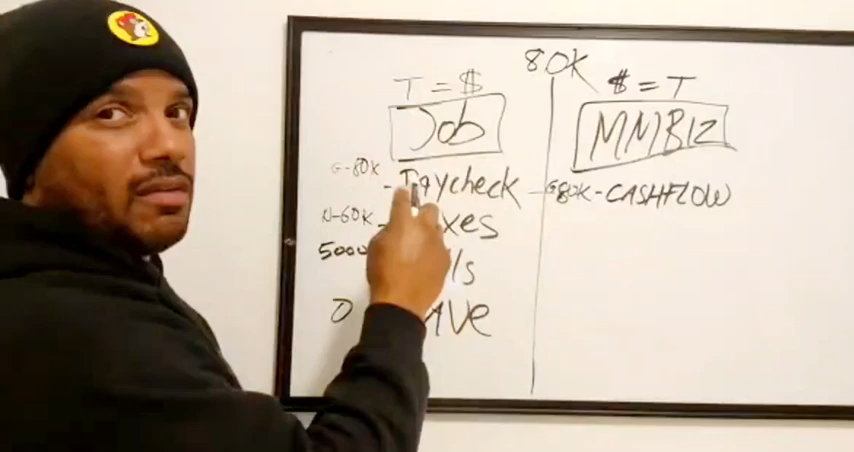 80K
T = $
Job
G-80K
- Paycheck
N-60K - xes
5000 ls
0 AVe
$ = T
MMBIZ
G80K - CASHFLOW